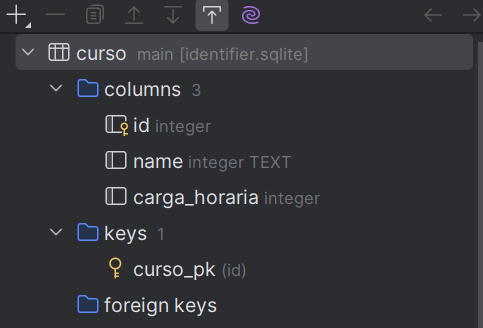 curso main [identifier.sqlite]
columns 3
id integer
name integer TEXT
carga_horaria integer
keys 1
curso_pk (id)
foreign keys